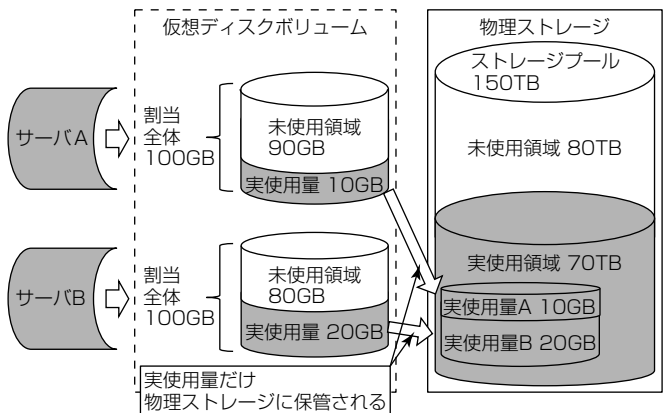 仮想ディスクボリューム
物理ストレージ
ストレージプール
150TB
サーバA
割当
全体
100GB
未使用領域
90GB
実使用量 10GB
未使用領域 80TB
サーバB
割当
全体
100GB
未使用領域
80GB
実使用量 20GB
実使用領域 70TB
実使用量A 10GB
実使用量B 20GB
実使用量だけ
物理ストレージに保管される